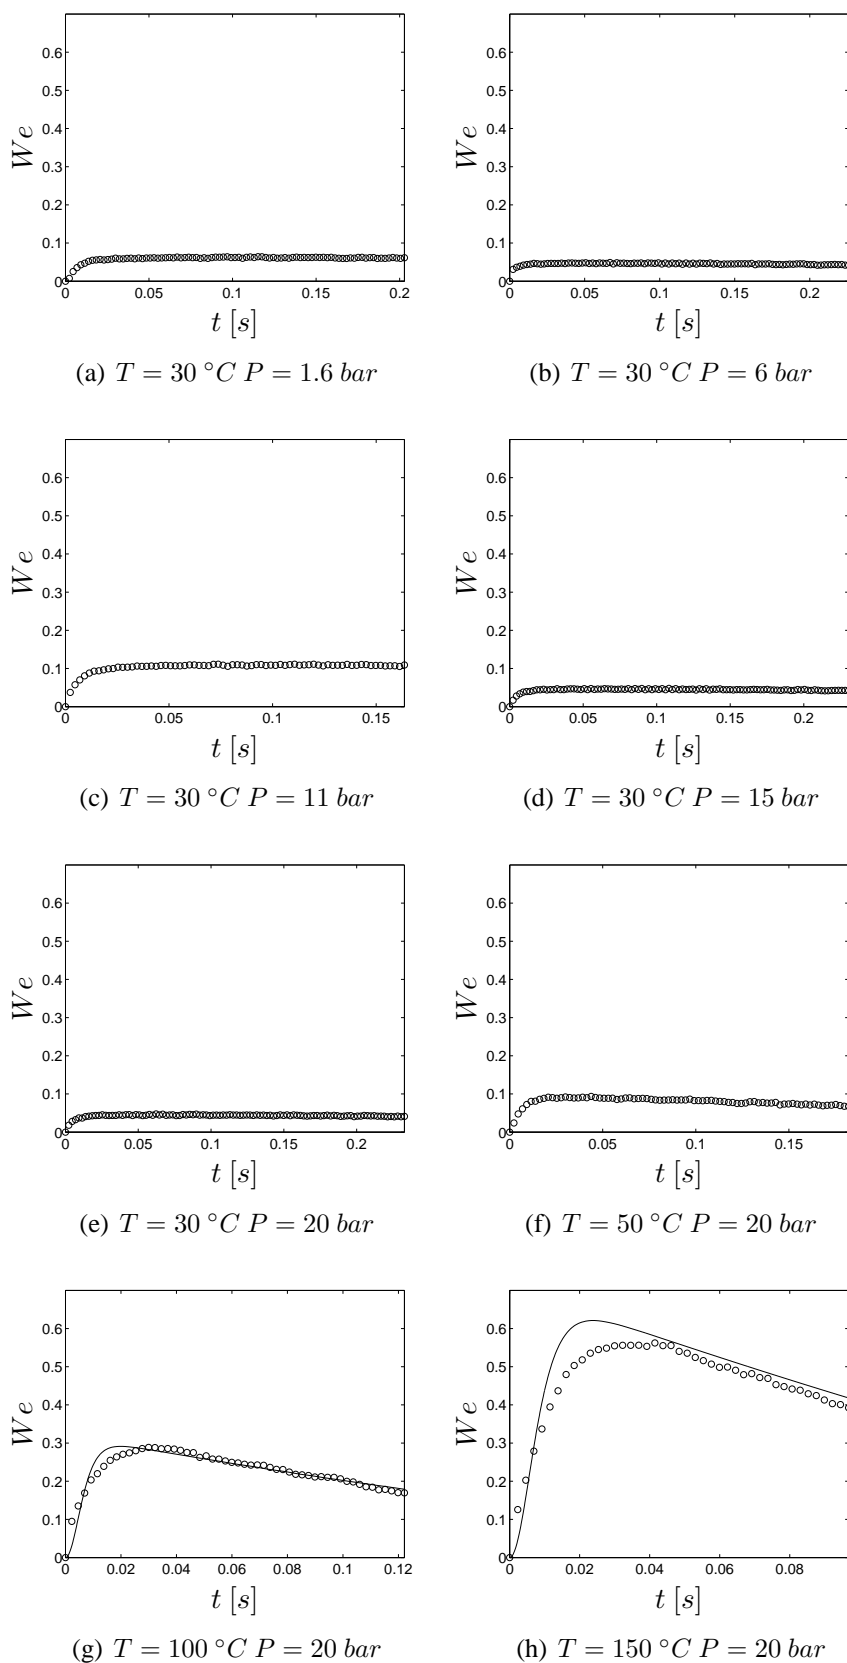 0.6
0.5
0.4
0.3
0.2
0.1
0
We
0 0.05 0.1 0.15 0.2
t [s]
(a) T = 30 °C P = 1.6 bar
0.6
0.5
0.4
0.3
0.2
0.1
0
We
0 0.05 0.1 0.15 0.2
t [s]
(b) T = 30 °C P = 6 bar
0.6
0.5
0.4
0.3
0.2
0.1
0
We
0 0.05 0.1 0.15
t [s]
(c) T = 30 °C P = 11 bar
0.6
0.5
0.4
0.3
0.2
0.1
0
We
0 0.05 0.1 0.15 0.2
t [s]
(d) T = 30 °C P = 15 bar
0.6
0.5
0.4
0.3
0.2
0.1
0
We
0 0.05 0.1 0.15 0.2
t [s]
(e) T = 30 °C P = 20 bar
0.6
0.5
0.4
0.3
0.2
0.1
0
We
0 0.05 0.1 0.15
t [s]
(f) T = 50 °C P = 20 bar
0.6
0.5
0.4
0.3
0.2
0.1
0
We
0 0.02 0.04 0.06 0.08 0.1 0.12
t [s]
(g) T = 100 °C P = 20 bar
0.6
0.5
0.4
0.3
0.2
0.1
0
We
0 0.02 0.04 0.06 0.08
t [s]
(h) T = 150 °C P = 20 bar